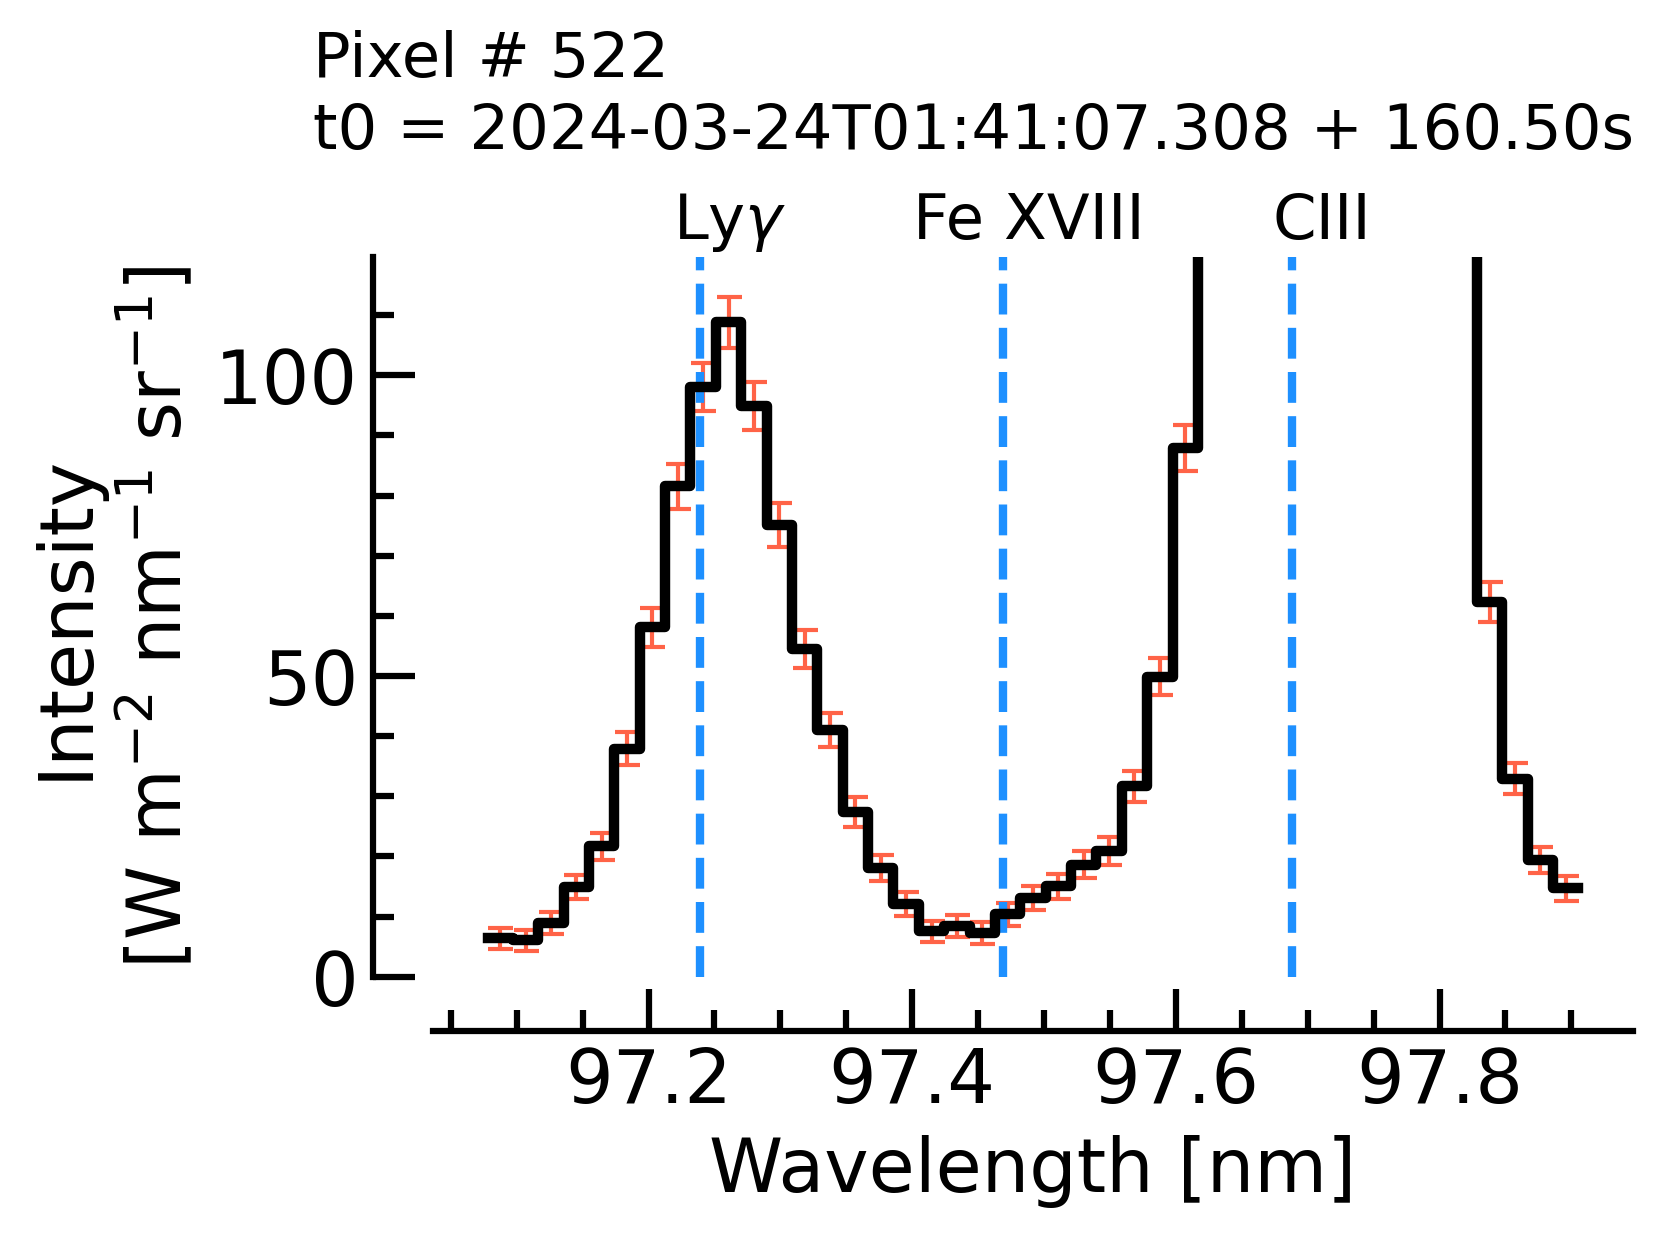 Pixel # 522
t0 = 2024-03-24T01:41:07.308 + 160.50s
Lyγ Fe XVIII CIII
Intensity
[W m⁻² nm⁻¹ sr⁻¹]
100
50
0
97.2 97.4 97.6 97.8
Wavelength [nm]